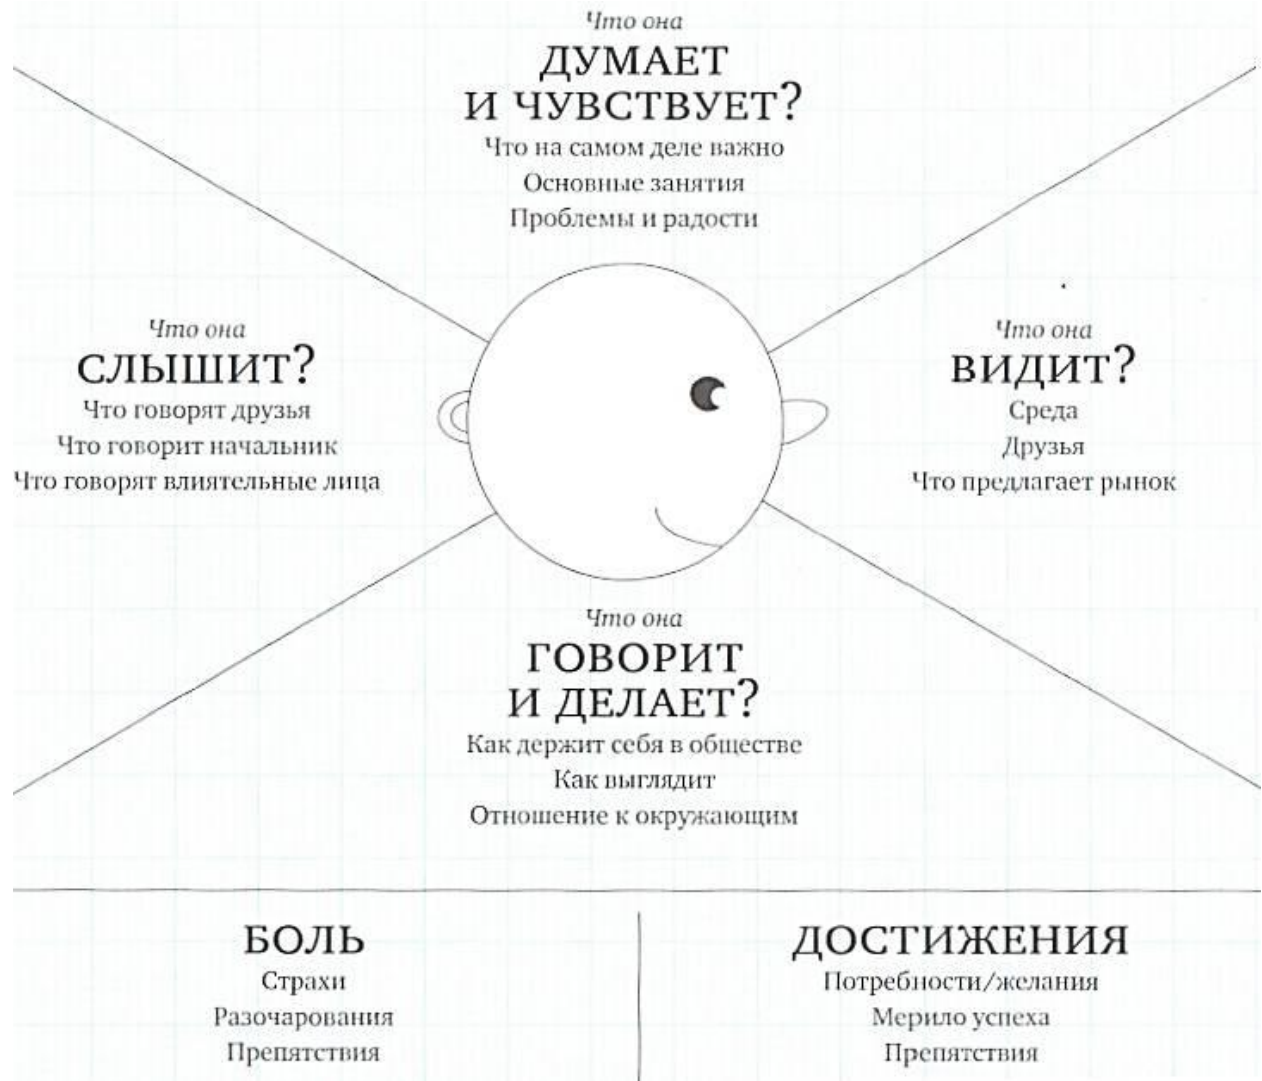 Что она
ДУМАЕТ
И ЧУВСТВУЕТ?
Что на самом деле важно
Основные занятия
Проблемы и радости
Что она
СЛЫШИТ?
Что говорят друзья
Что говорит начальник
Что говорят влиятельные лица
Что она
ВИДИТ?
Среда
Друзья
Что предлагает рынок
Что она
ГОВОРИТ
И ДЕЛАЕТ?
Как держит себя в обществе
Как выглядит
Отношение к окружающим
БОЛЬ
Страхи
Разочарования
Препятствия
ДОСТИЖЕНИЯ
Потребности/желания
Мерило успеха
Препятствия